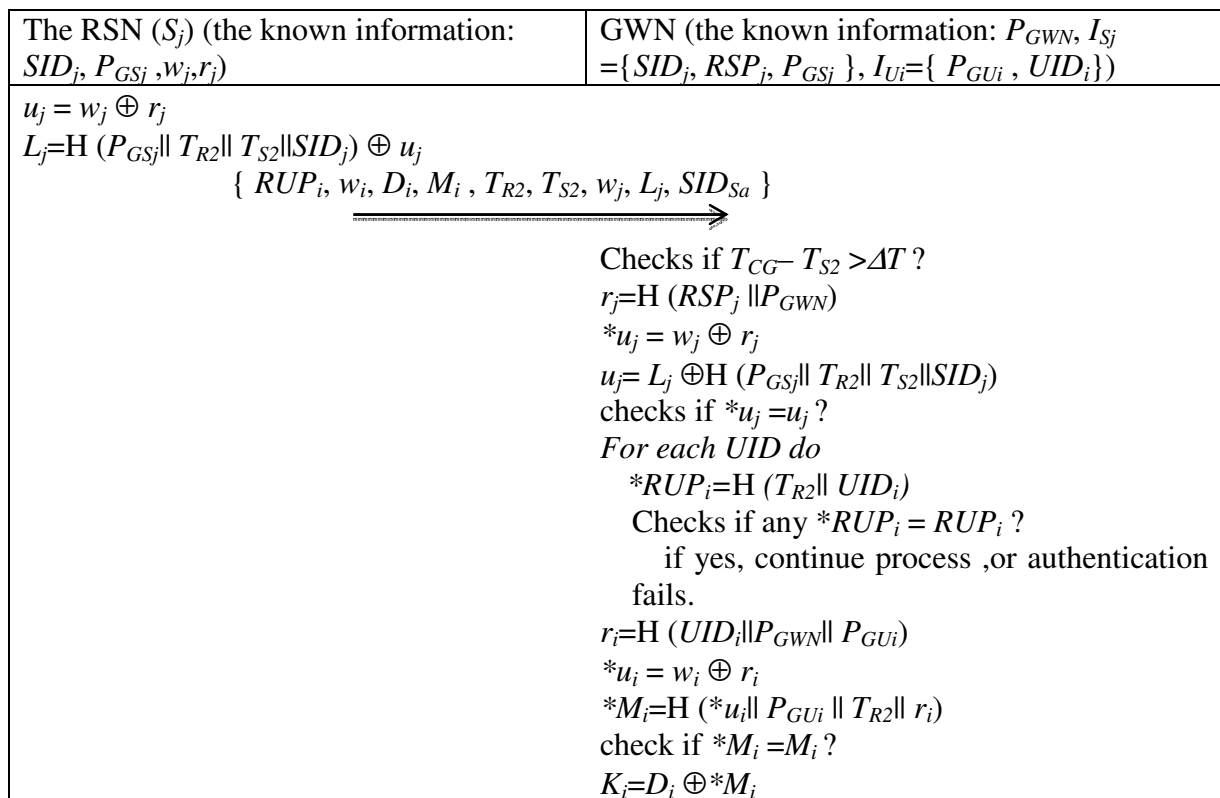 The RSN (Sj) (the known information:
SIDj, PGSj ,wj,rj)
GWN (the known information: PGWN, ISj
={SIDj, RSPj, PGSj }, IUi={ PGUi , UIDi})
uj = wj ⊕ rj
Lj=H (PGSj|| TR2|| TS2||SIDj) ⊕ uj
{ RUPi, wi, Di, Mi , TR2, TS2, wj, Lj, SIDSa }
Checks if TCG– TS2 >ΔT ?
rj=H (RSPj ||PGWN)
*uj = wj ⊕ rj
uj= Lj ⊕H (PGSj|| TR2|| TS2||SIDj)
checks if *uj =uj ?
For each UID do
*RUPi=H (TR2|| UIDi)
Checks if any *RUPi = RUPi ?
if yes, continue process ,or authentication
fails.
ri=H (UIDi||PGWN|| PGUi)
*ui = wi ⊕ ri
*Mi=H (*ui|| PGUi || TR2|| ri)
check if *Mi =Mi ?
Ki=Di ⊕*Mi